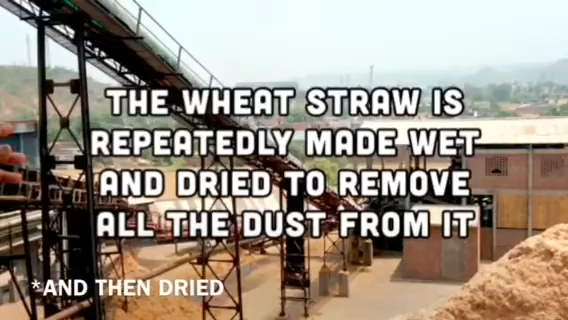 THE WHEAT STRAW IS
REPEATEDLY MADE WET
AND DRIED TO REMOVE
ALL THE DUST FROM IT
*AND THEN DRIED